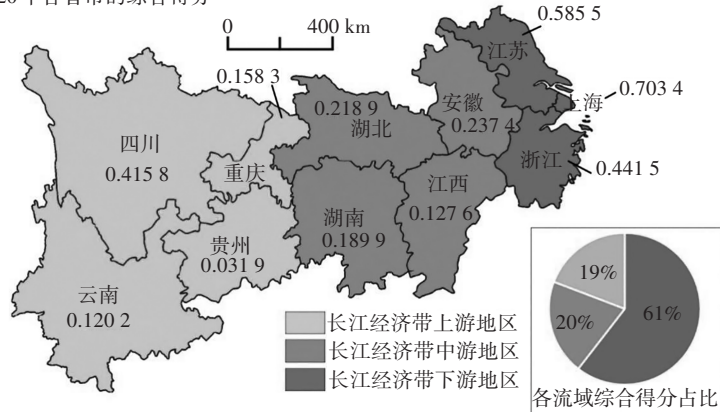 20年各省市的综合得分
0 400 km
0.585 5
江苏
0.158 3
0.703 4
上海
0.218 9
湖北
安徽
0.237 4
四川
0.415 8
重庆
浙江
0.441 5
江西
0.127 6
湖南
0.189 9
贵州
0.031 9
云南
0.120 2
19%
20%
61%
长江经济带上游地区
长江经济带中游地区
长江经济带下游地区
各流域综合得分占比